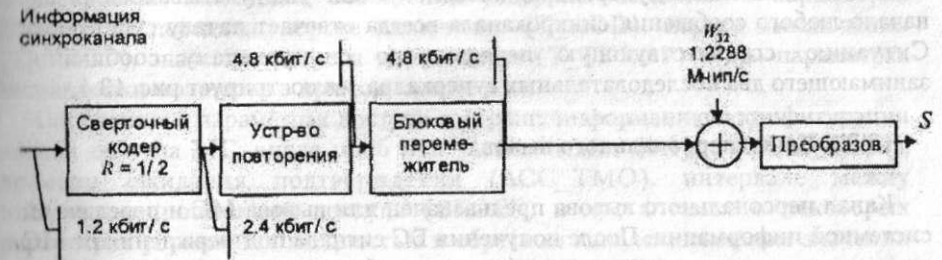 Информация
синхроканала
4.8 кбит/с
4,8 кбит/с
W₃₂
1.2288
Мчип/с
Сверточный
кодер
R = 1/2
Устр-во
повторения
Блоковый
переме-
житель
Преобразов.
S
1.2 кбит/с
2.4 кбит/с